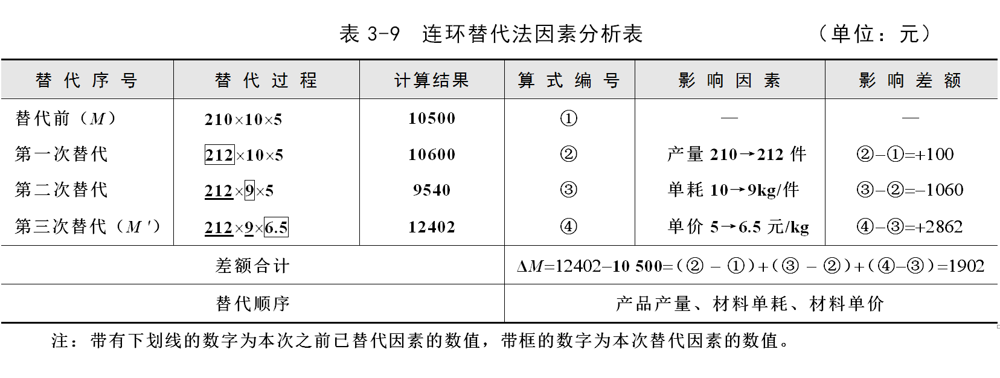 表 3-9 连环替代法因素分析表 （单位：元）
替代序号 替代过程 计算结果 算式编号 影响因素 影响差额
替代前（M） 210×10×5 10500 ① — —
第一次替代 212×10×5 10600 ② 产量 210→212 件 ②–①=+100
第二次替代 212×9×5 9540 ③ 单耗 10→9kg/件 ③–②=–1060
第三次替代（M'） 212×9×6.5 12402 ④ 单价 5→6.5 元/kg ④–③=+2862
差额合计 ΔM=12402–10 500=（②－①）+（③－②）+（④–③）=1902
替代顺序 产品产量、材料单耗、材料单价
注：带有下划线的数字为本次之前已替代因素的数值，带框的数字为本次替代因素的数值。